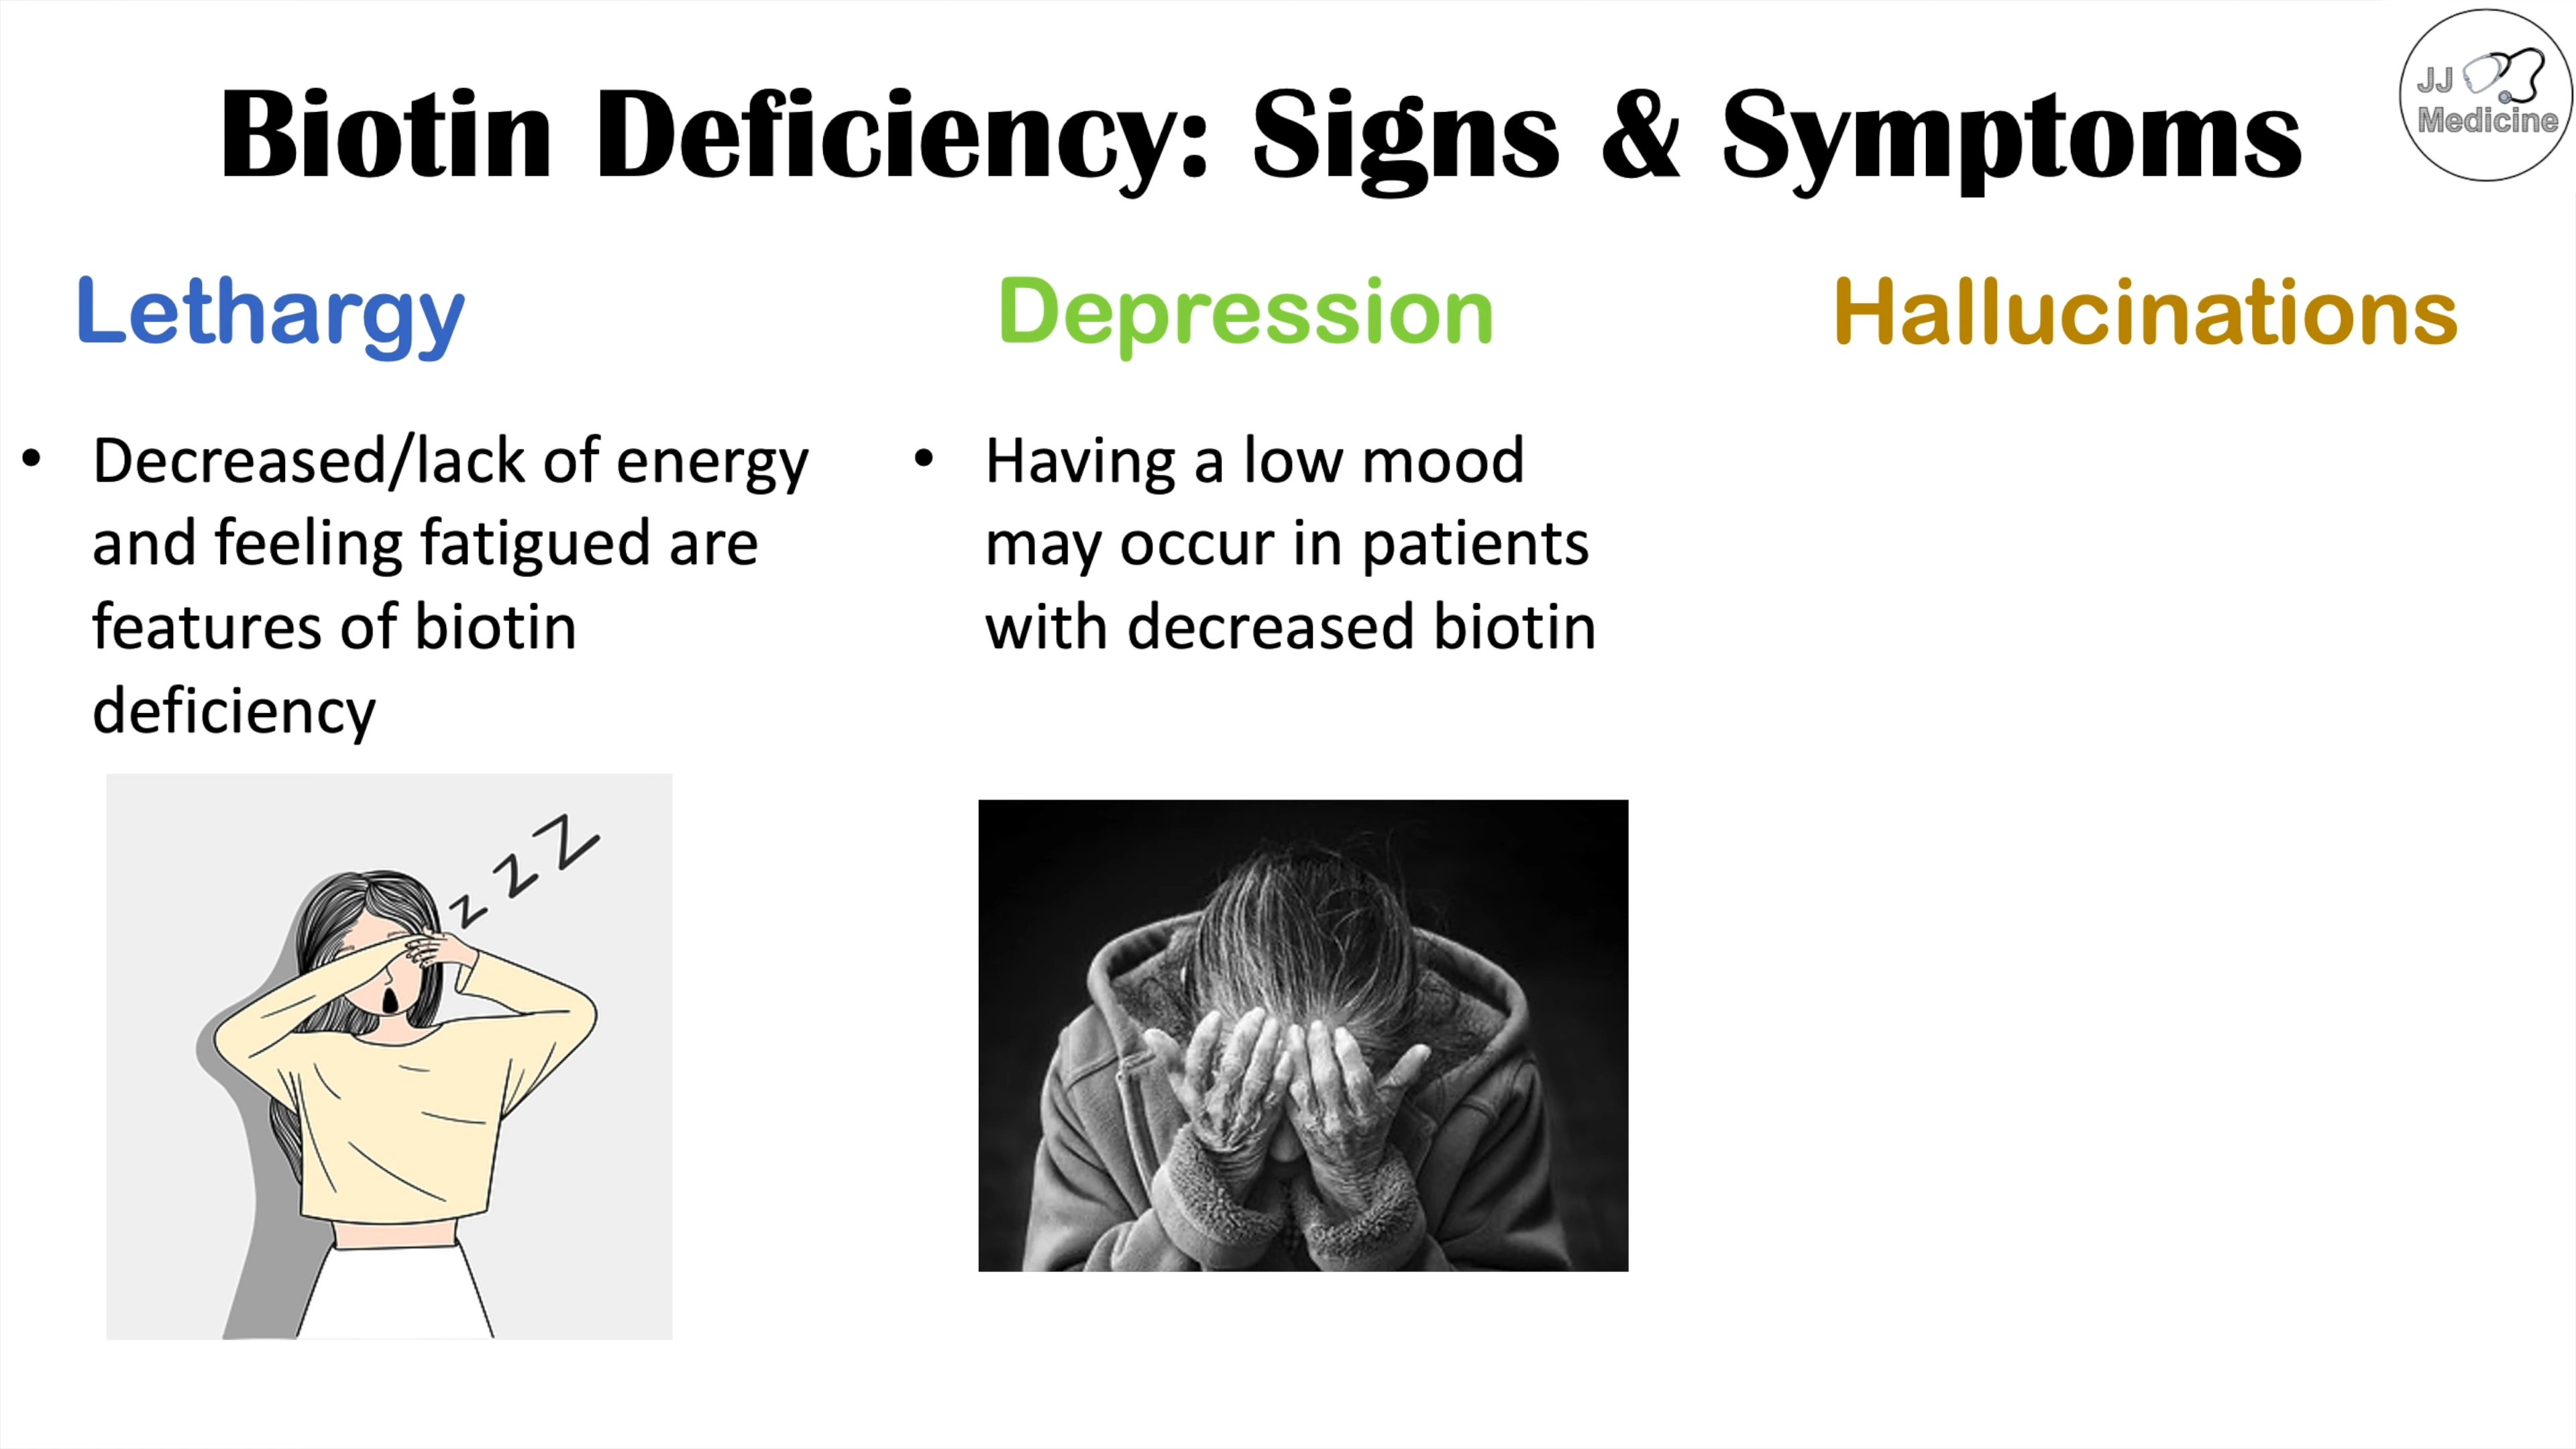 Biotin Deficiency: Signs & Symptoms
JJ
Medicine
Lethargy
Depression
Hallucinations
• Decreased/lack of energy
and feeling fatigued are
features of biotin
deficiency
• Having a low mood
may occur in patients
with decreased biotin
z z Z